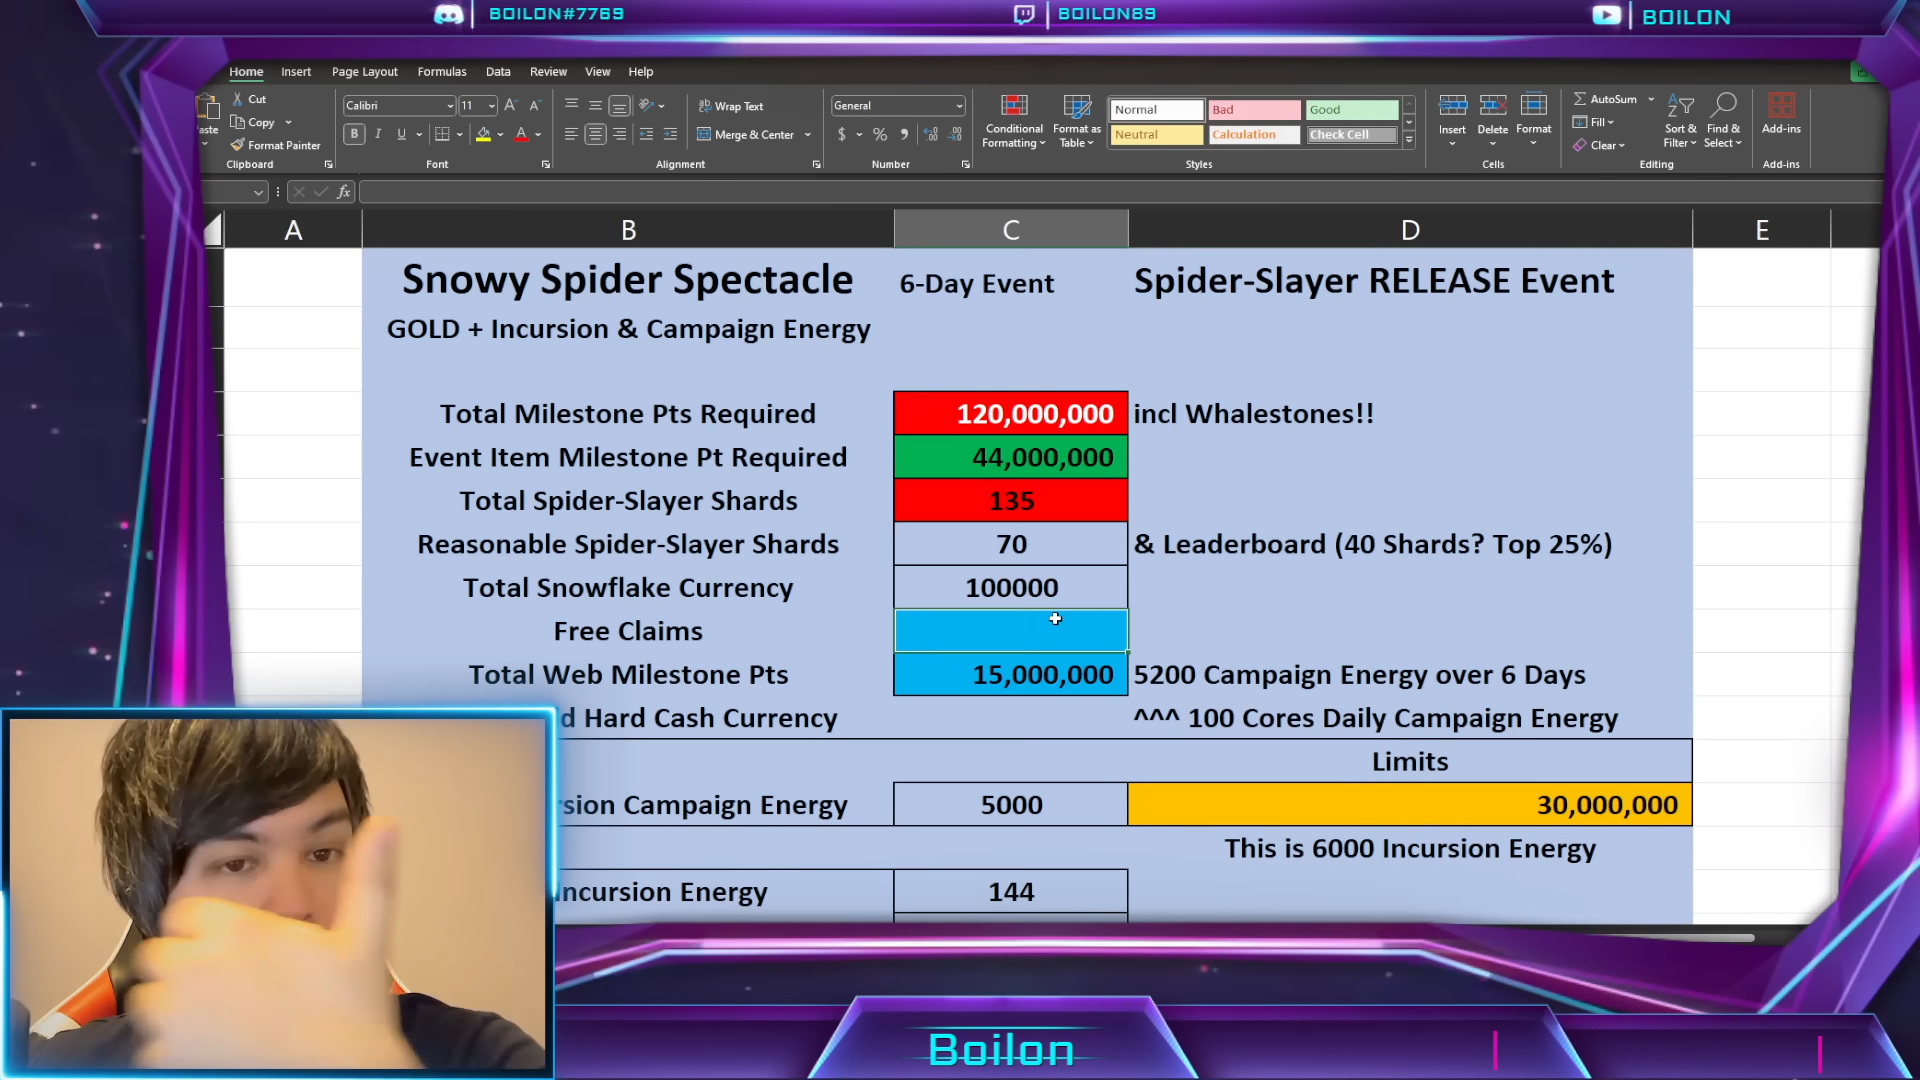 BOILON#7769
BOILON89
BOILON
Home Insert Page Layout Formulas Data Review View Help
Cut
Calibri 11
Wrap Text
General
Conditional Formatting
Format as Table
Normal Bad Good
Neutral Calculation Check Cell
Insert Delete Format
AutoSum
Fill
Clear
Sort & Filter
Find & Select
Add-ins
Copy
Format Painter
Merge & Center
Clipboard Font Alignment Number Styles Cells Editing Add-ins
A B C D E
Snowy Spider Spectacle 6-Day Event Spider-Slayer RELEASE Event
GOLD + Incursion & Campaign Energy
Total Milestone Pts Required 120,000,000 incl Whalestones!!
Event Item Milestone Pt Required 44,000,000
Total Spider-Slayer Shards 135
Reasonable Spider-Slayer Shards 70 & Leaderboard (40 Shards? Top 25%)
Total Snowflake Currency 100000
Free Claims
Total Web Milestone Pts 15,000,000 5200 Campaign Energy over 6 Days
d Hard Cash Currency ^^^ 100 Cores Daily Campaign Energy
Limits
sion Campaign Energy 5000 30,000,000
This is 6000 Incursion Energy
ncursion Energy 144
Boilon